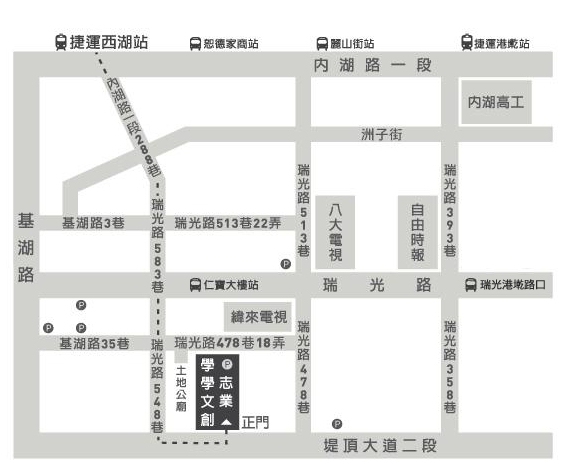 捷運西湖站
恕德家商站
麗山街站
捷運港墘站
內湖路一段
內湖高工
內湖路一段288巷
洲子街
基湖路
基湖路3巷
瑞光路583巷
瑞光路513巷22弄
瑞光路513巷
八大電視
自由時報
瑞光路393巷
P
仁寶大樓站
瑞光路
瑞光港墘路口
P
P
P
緯來電視
基湖路35巷
瑞光路548巷
瑞光路478巷18弄
瑞光路478巷
瑞光路358巷
土地公廟
學學文創
P
志業
正門
P
堤頂大道二段